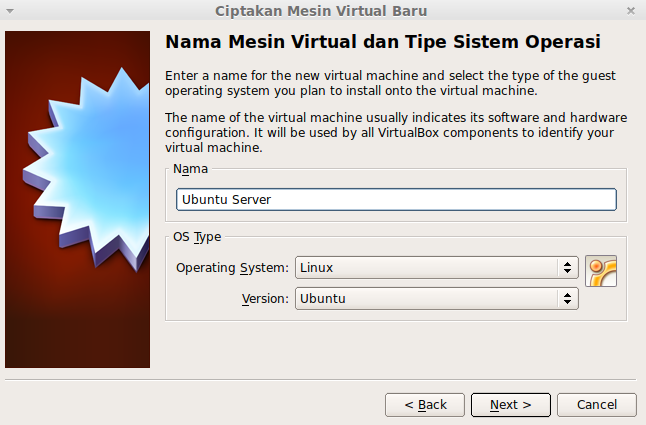 Ciptakan Mesin Virtual Baru
Nama Mesin Virtual dan Tipe Sistem Operasi
Enter a name for the new virtual machine and select the type of the guest
operating system you plan to install onto the virtual machine.
The name of the virtual machine usually indicates its software and hardware
configuration. It will be used by all VirtualBox components to identify your
virtual machine.
Nama
Ubuntu Server
OS Type
Operating System: Linux
Version: Ubuntu
< Back Next > Cancel